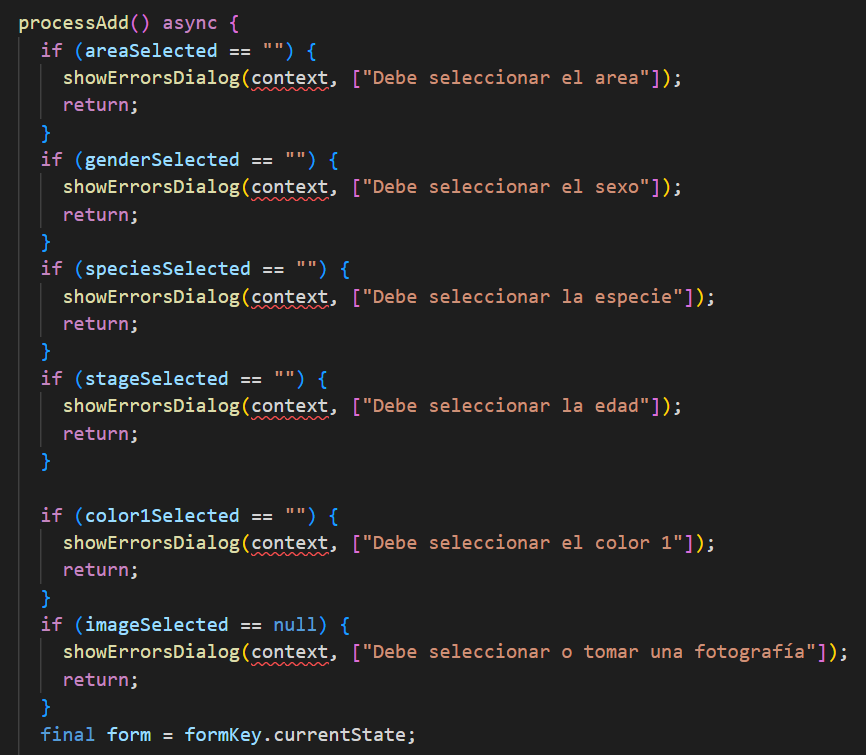 processAdd() async {
  if (areaSelected == "") {
    showErrorsDialog(context, ["Debe seleccionar el area"]);
    return;
  }
  if (genderSelected == "") {
    showErrorsDialog(context, ["Debe seleccionar el sexo"]);
    return;
  }
  if (speciesSelected == "") {
    showErrorsDialog(context, ["Debe seleccionar la especie"]);
    return;
  }
  if (stageSelected == "") {
    showErrorsDialog(context, ["Debe seleccionar la edad"]);
    return;
  }

  if (color1Selected == "") {
    showErrorsDialog(context, ["Debe seleccionar el color 1"]);
    return;
  }
  if (imageSelected == null) {
    showErrorsDialog(context, ["Debe seleccionar o tomar una fotografía"]);
    return;
  }
  final form = formKey.currentState;